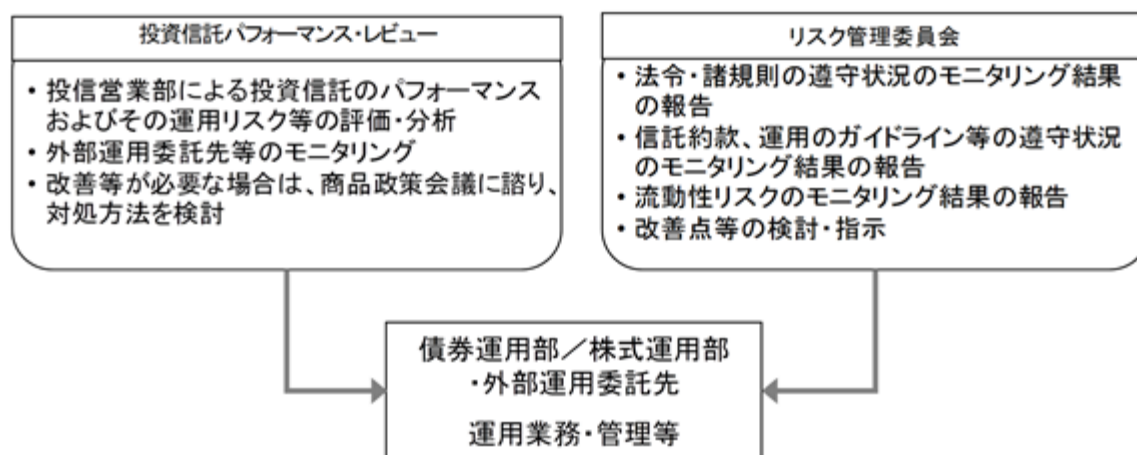 投資信託パフォーマンス・レビュー
・投信営業部による投資信託のパフォーマンス
およびその運用リスク等の評価・分析
・外部運用委託先等のモニタリング
・改善等が必要な場合は、商品政策会議に諮り、
対処方法を検討
リスク管理委員会
・法令・諸規則の遵守状況のモニタリング結果
の報告
・信託約款、運用のガイドライン等の遵守状況
のモニタリング結果の報告
・流動性リスクのモニタリング結果の報告
・改善点等の検討・指示
債券運用部／株式運用部
・外部運用委託先
運用業務・管理等